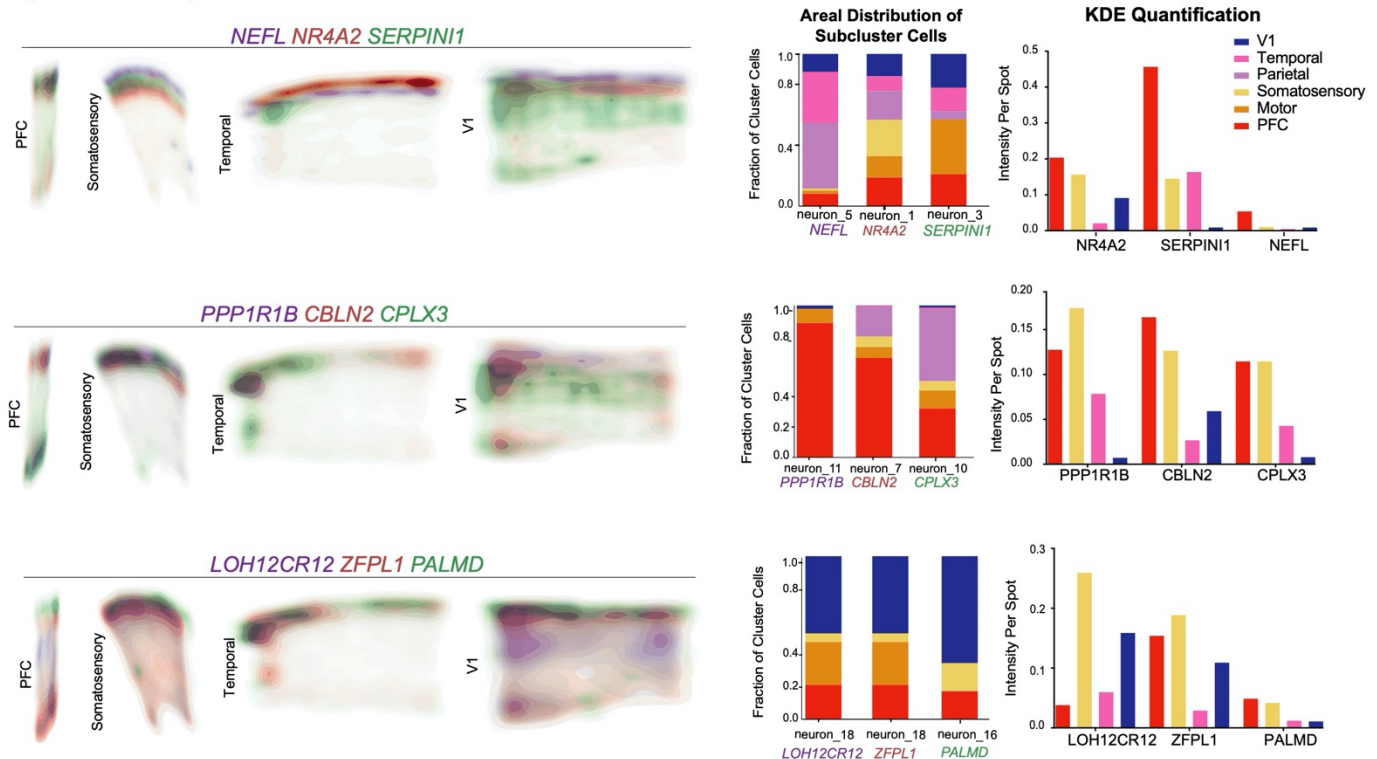 NEFL NR4A2 SERPINI1
PFC
Somatosensory
Temporal
V1
Areal Distribution of
Subcluster Cells
Fraction of Cluster Cells
1.0
0.8
0.4
0.0
neuron_5 neuron_1 neuron_3
NEFL NR4A2 SERPINI1
KDE Quantification
Intensity Per Spot
0.5
0.4
0.3
0.2
0.1
0.0
V1
Temporal
Parietal
Somatosensory
Motor
PFC
NR4A2 SERPINI1 NEFL
PPP1R1B CBLN2 CPLX3
PFC
Somatosensory
Temporal
V1
Fraction of Cluster Cells
1.0
0.8
0.4
0.2
0.0
neuron_11 neuron_7 neuron_10
PPP1R1B CBLN2 CPLX3
Intensity Per Spot
0.20
0.15
0.10
0.05
0.00
PPP1R1B CBLN2 CPLX3
LOH12CR12 ZFPL1 PALMD
PFC
Somatosensory
Temporal
V1
Fraction of Cluster Cells
1.0
0.8
0.4
0.2
0.0
neuron_18 neuron_18 neuron_16
LOH12CR12 ZFPL1 PALMD
Intensity Per Spot
0.3
0.2
0.1
0.0
LOH12CR12 ZFPL1 PALMD